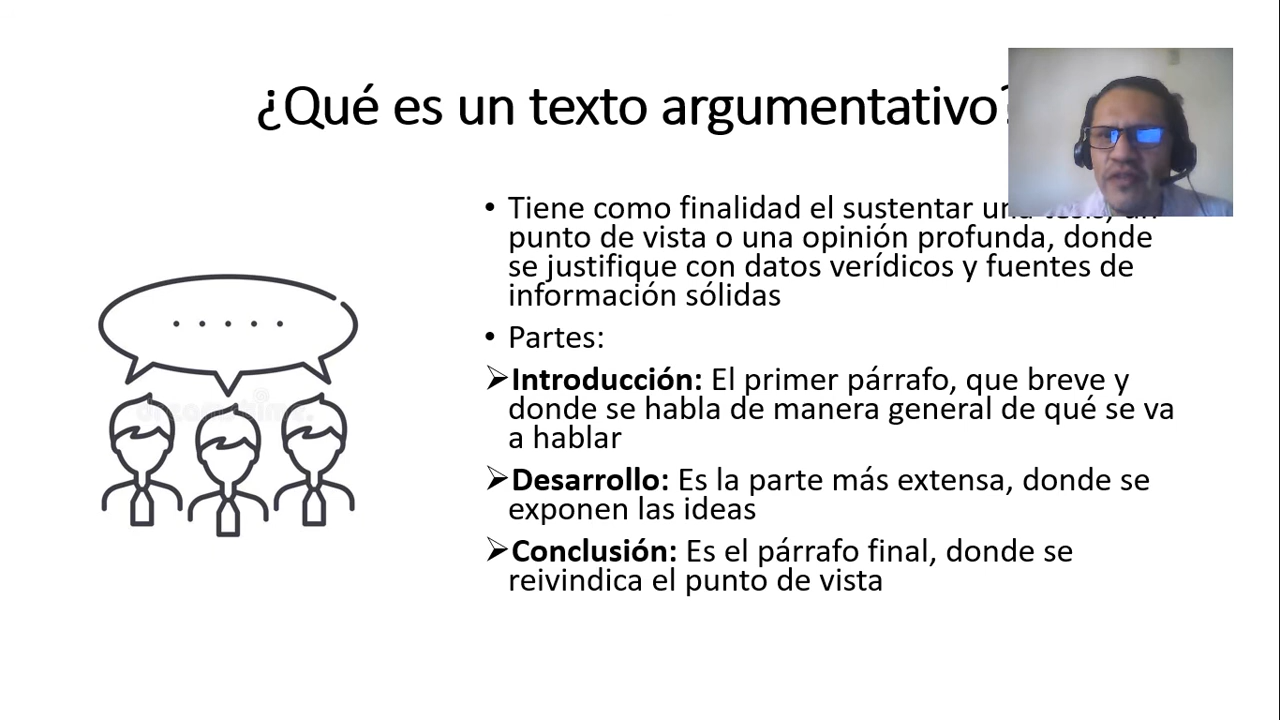 ¿Qué es un texto argumentativo?
• Tiene como finalidad el sustentar una tesis, un
punto de vista o una opinión profunda, donde
se justifique con datos verídicos y fuentes de
información sólidas
• Partes:
➢Introducción: El primer párrafo, que breve y
donde se habla de manera general de qué se va
a hablar
➢Desarrollo: Es la parte más extensa, donde se
exponen las ideas
➢Conclusión: Es el párrafo final, donde se
reivindica el punto de vista